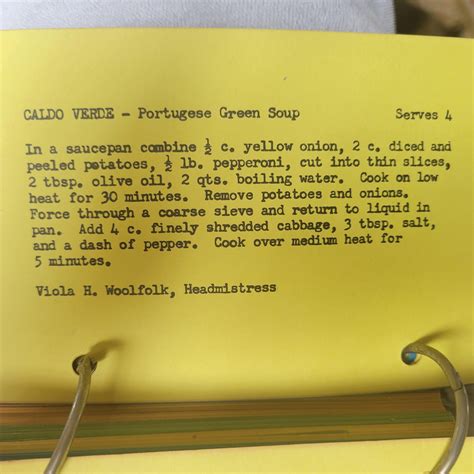 CALDO VERDE - Portugese Green Soup Serves 4
In a saucepan combine ½ c. yellow onion, 2 c. diced and
peeled potatoes, ½ lb. pepperoni, cut into thin slices,
2 tbsp. olive oil, 2 qts. boiling water. Cook on low
heat for 30 minutes. Remove potatoes and onions.
Force through a coarse sieve and return to liquid in
pan. Add 4 c. finely shredded cabbage, 3 tbsp. salt,
and a dash of pepper. Cook over medium heat for
5 minutes.
Viola H. Woolfolk, Headmistress